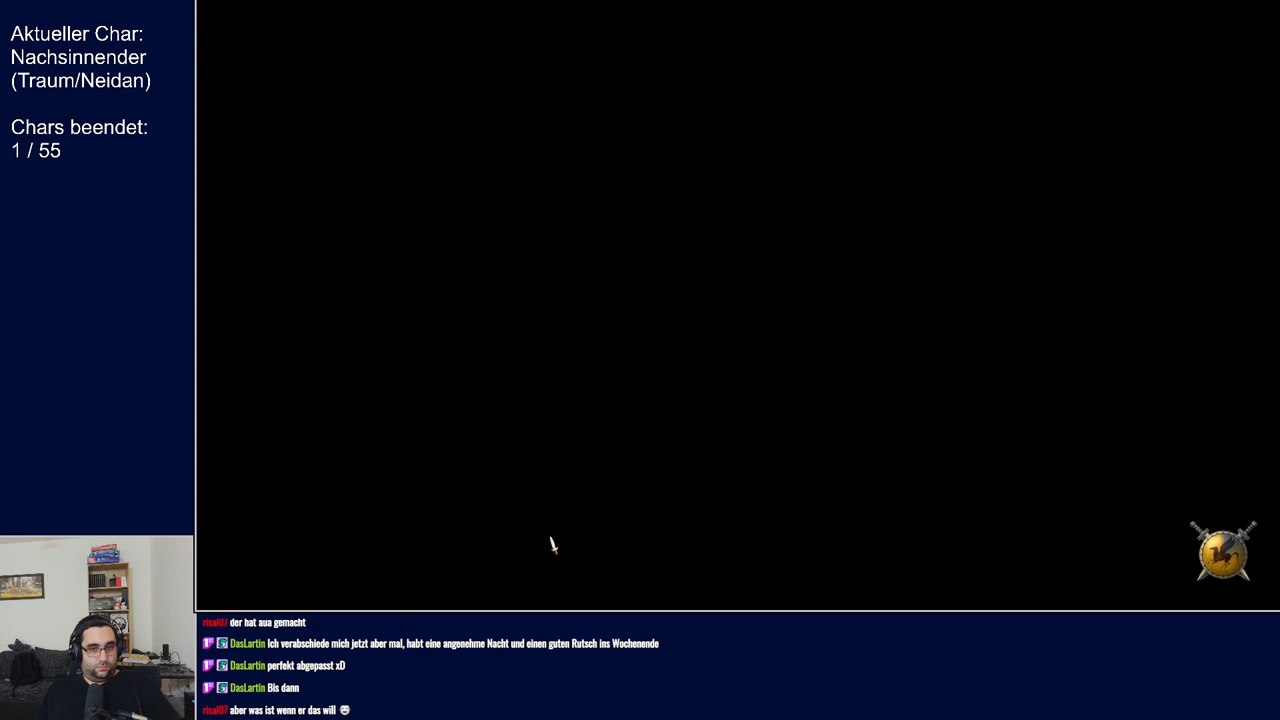 Aktueller Char:
Nachsinnender
(Traum/Neidan)
Chars beendet:
1 / 55
risal07 der hat aua gemacht
DasLartin Ich verabschiede mich jetzt aber mal, habt eine angenehme Nacht und einen guten Rutsch ins Wochenende
DasLartin perfekt abgepasst xD
DasLartin Bis dann
risal07 aber was ist wenn er das will